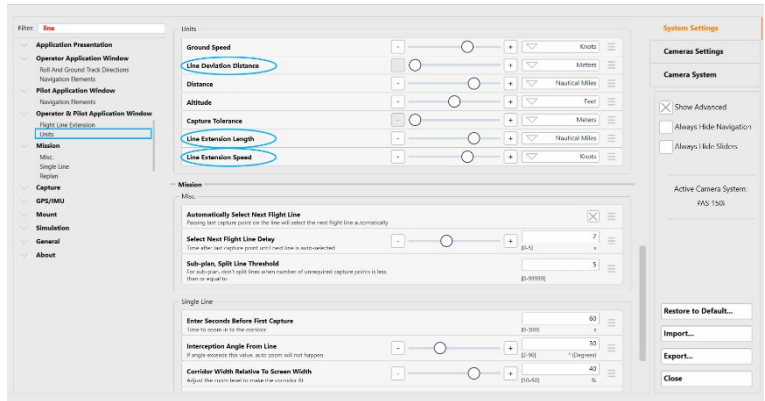 Filter: line
Application Presentation
Operator Application Window
Roll And Ground Track Directions
Navigation Elements
Pilot Application Window
Navigation Elements
Operator & Pilot Application Window
Flight Line Extension
Units
Mission
Misc.
Single Line
Replan
Capture
GPS/IMU
Mount
Simulation
General
About
Units
Ground Speed - + Knots
Line Deviation Distance - + Meters
Distance - + Nautical Miles
Altitude - + Feet
Capture Tolerance - + Meters
Line Extension Length - + Nautical Miles
Line Extension Speed - + Knots
Mission
Misc.
Automatically Select Next Flight Line
Passing last capture point on the line will select the next flight line automatically
Select Next Flight Line Delay - + 2
Time after last capture point until next line is auto-selected [0-5] s
Sub-plan, Split Line Threshold 5
For sub-plan, don't split lines when number of unrequired capture points is less
than or equal to [0-99999]
Single Line
Enter Seconds Before First Capture 60
Time to zoom in to the corridor [0-300] s
Interception Angle From Line - + 30
If angle exceeds this value, auto zoom will not happen [2-90] ° (Degrees)
Corridor Width Relative To Screen Width - + 40
Adjust the zoom level to make the corridor fit [10-50] %
System Settings
Cameras Settings
Camera System
Show Advanced
Always Hide Navigation
Always Hide Sliders
Active Camera System:
PAS 150i
Restore to Default...
Import...
Export...
Close